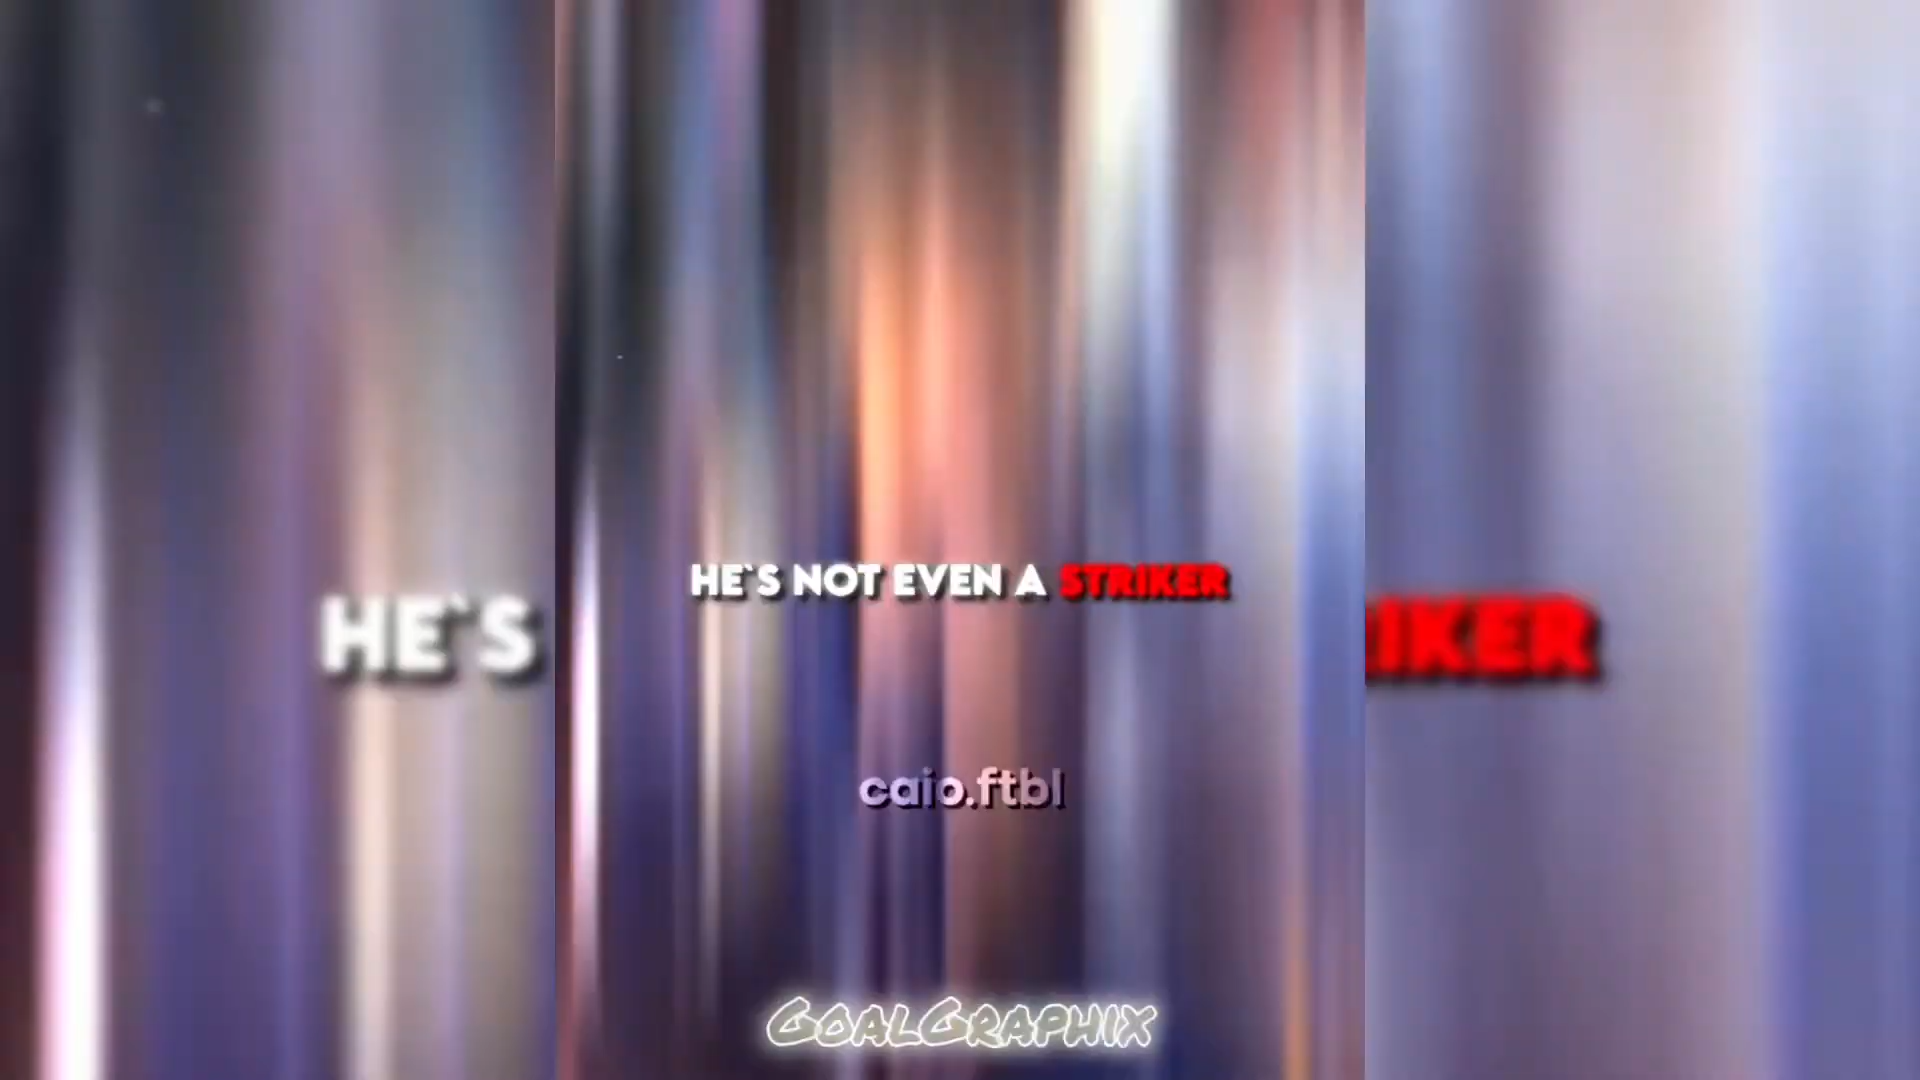 HE`S NOT EVEN A STRIKER
HE`S
IKER
caio.ftbl
GOALGRAPHIX